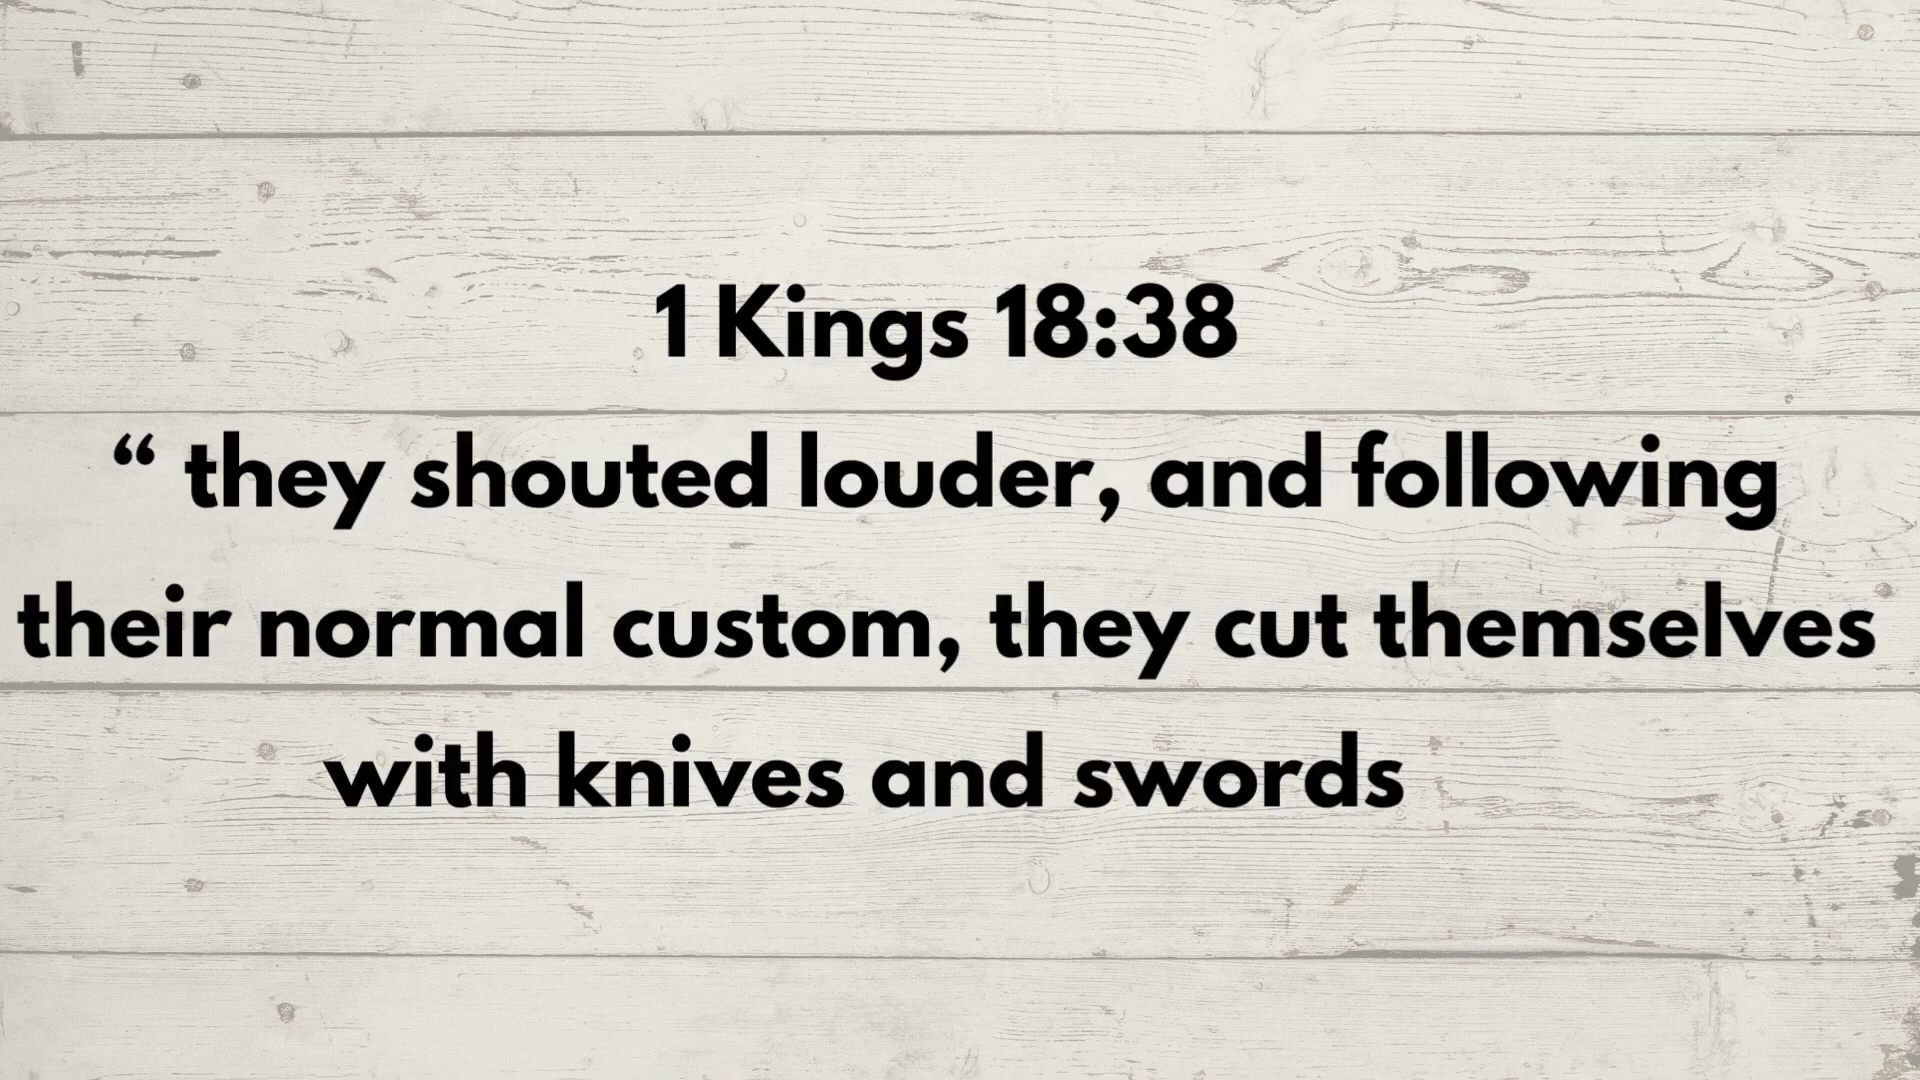 1 Kings 18:38
“ they shouted louder, and following
their normal custom, they cut themselves
with knives and swords